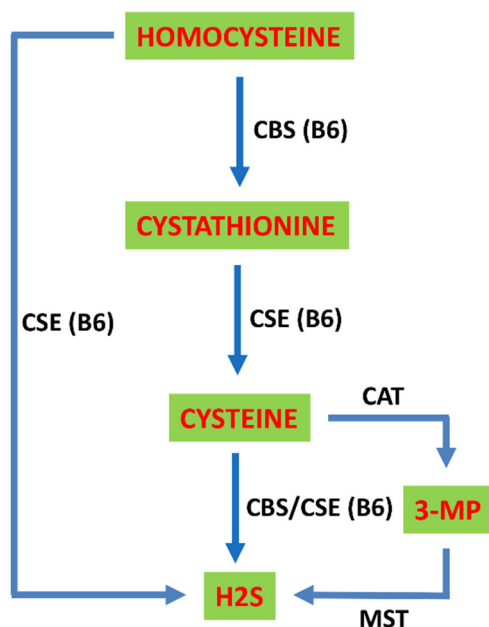 HOMOCYSTEINE
CBS (B6)
CYSTATHIONINE
CSE (B6)
CSE (B6)
CYSTEINE
CAT
CBS/CSE (B6)
3-MP
H2S
MST